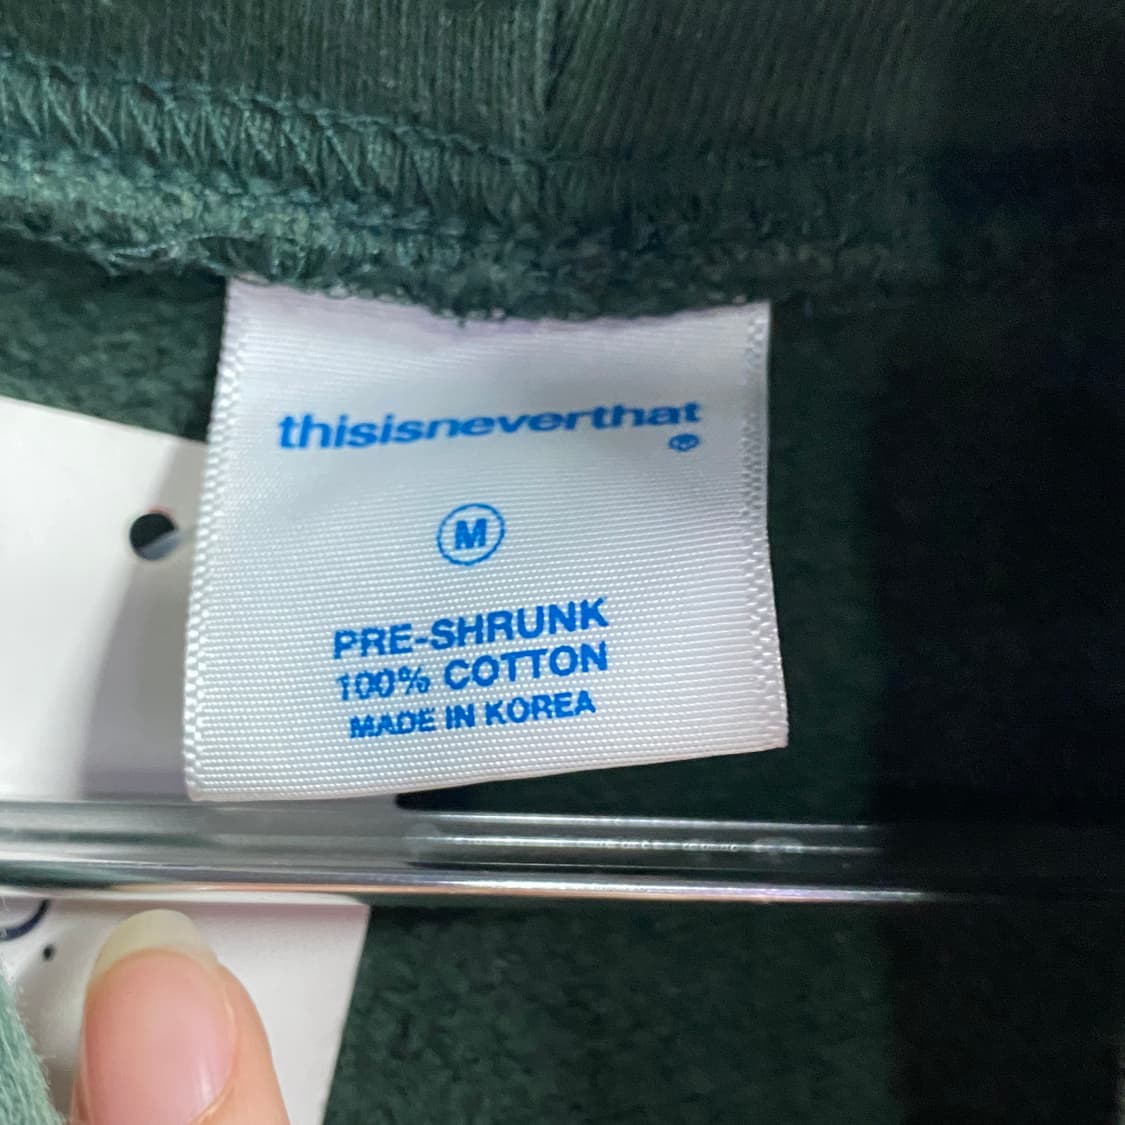 thisisneverthat
®
M
PRE-SHRUNK
100% COTTON
MADE IN KOREA